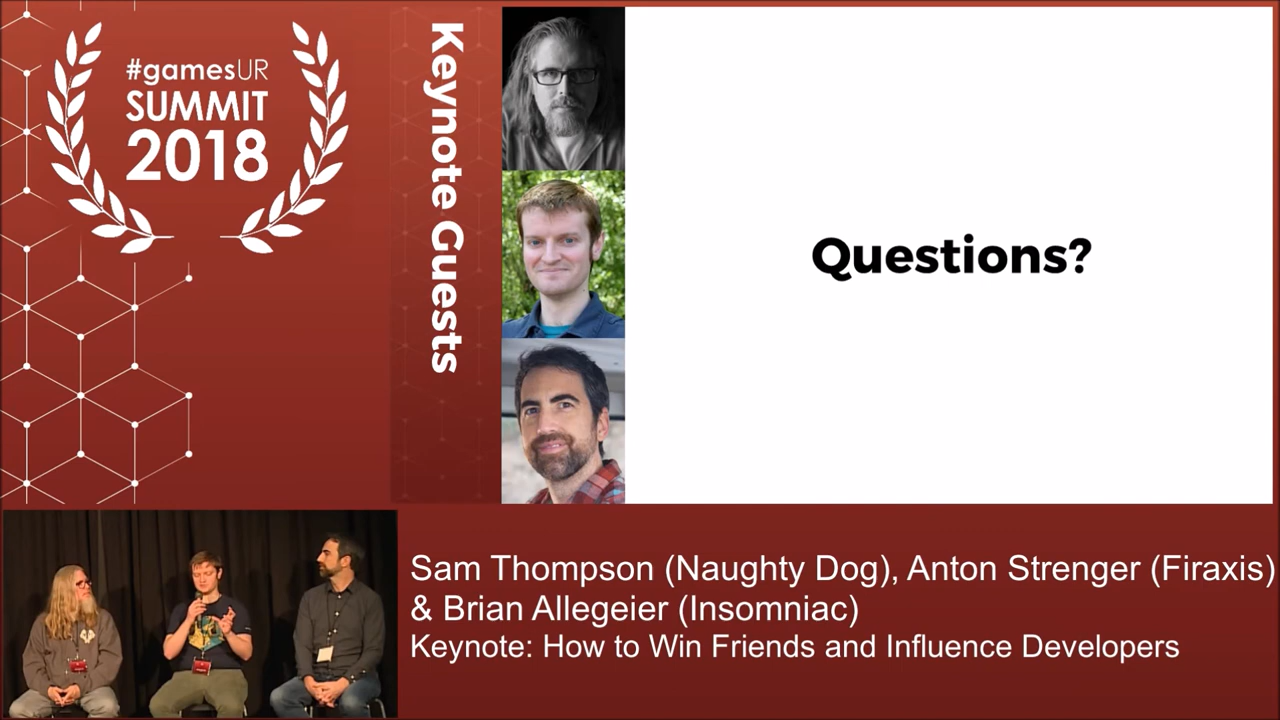 #gamesUR
SUMMIT
2018
Keynote Guests
Questions?
Sam Thompson (Naughty Dog), Anton Strenger (Firaxis)
& Brian Allegeier (Insomniac)
Keynote: How to Win Friends and Influence Developers